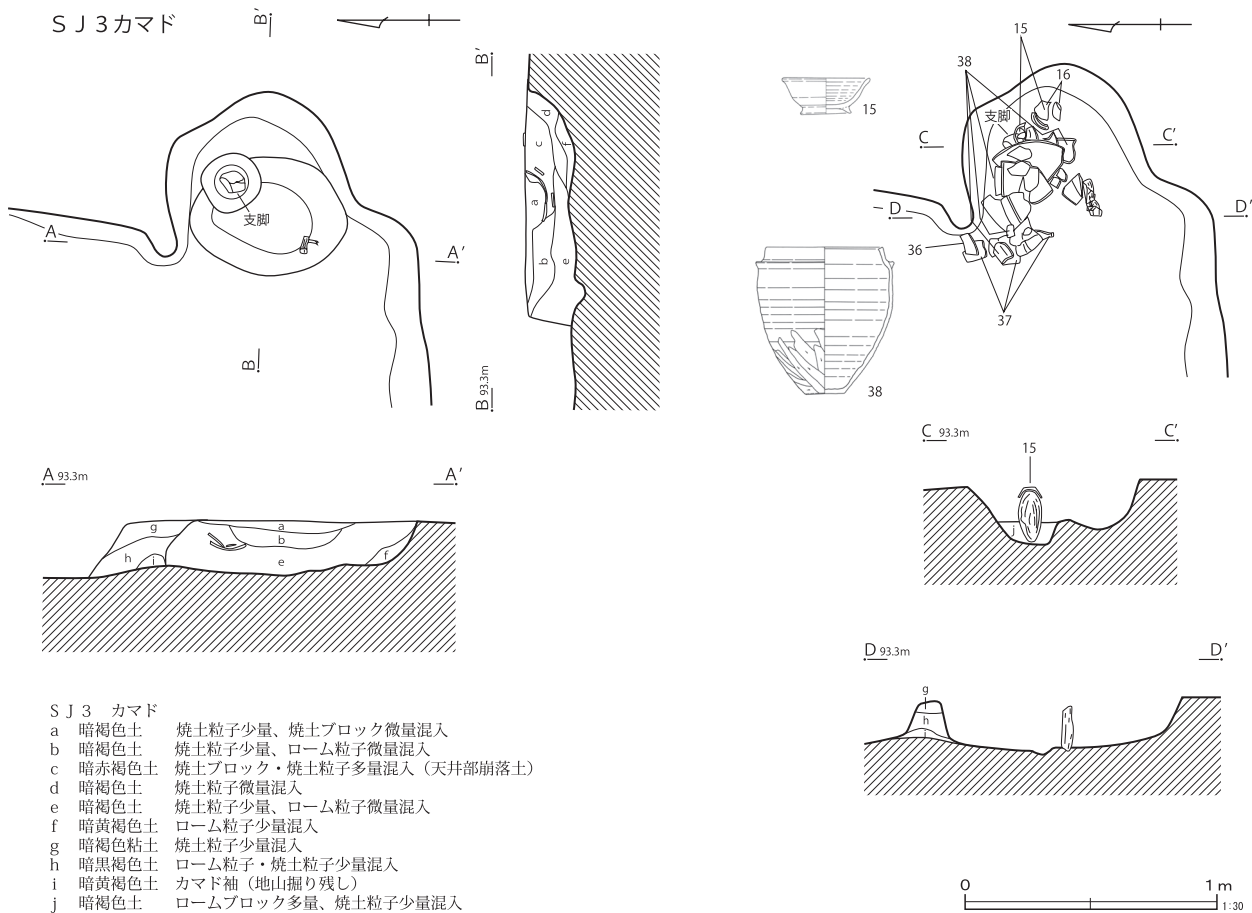 ＳＪ３カマド
B'
支脚
A
A'
B
B'
d
c
f
a
b
e
B 93.3m
A 93.3m
A'
g
a
b
h
i
e
f
15
38
16
支脚
C
C'
D
D'
36
37
15
38
C 93.3m
C'
15
j
D 93.3m
D'
g
h
i
ＳＪ３　カマド
a　暗褐色土　焼土粒子少量、焼土ブロック微量混入
b　暗褐色土　焼土粒子少量、ローム粒子微量混入
c　暗赤褐色土　焼土ブロック・焼土粒子多量混入（天井部崩落土）
d　暗褐色土　焼土粒子微量混入
e　暗褐色土　焼土粒子少量、ローム粒子微量混入
f　暗黄褐色土　ローム粒子少量混入
g　暗褐色粘土　焼土粒子少量混入
h　暗黒褐色土　ローム粒子・焼土粒子少量混入
i　暗黄褐色土　カマド袖（地山掘り残し）
j　暗褐色土　ロームブロック多量、焼土粒子少量混入
0　1m
1:30